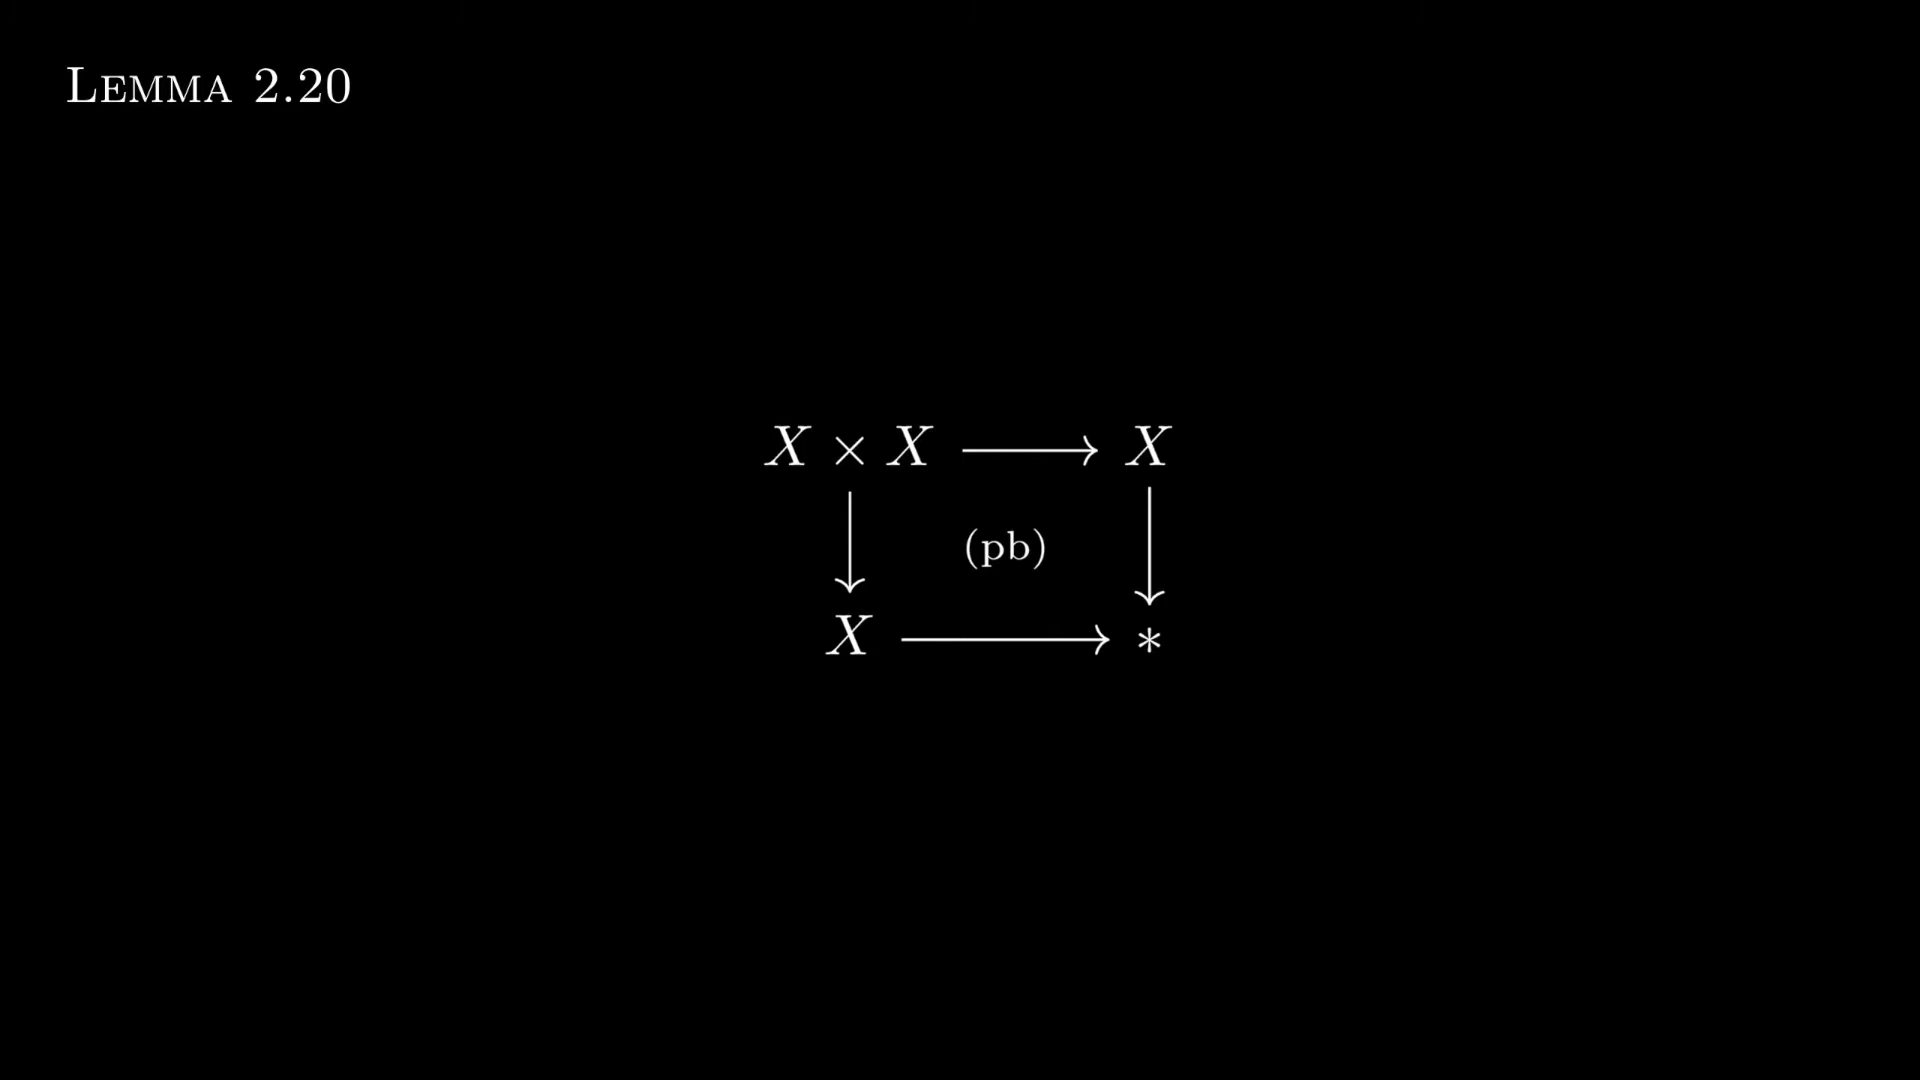 Lemma 2.20
X × X ⟶ X
(pb)
X ⟶ *